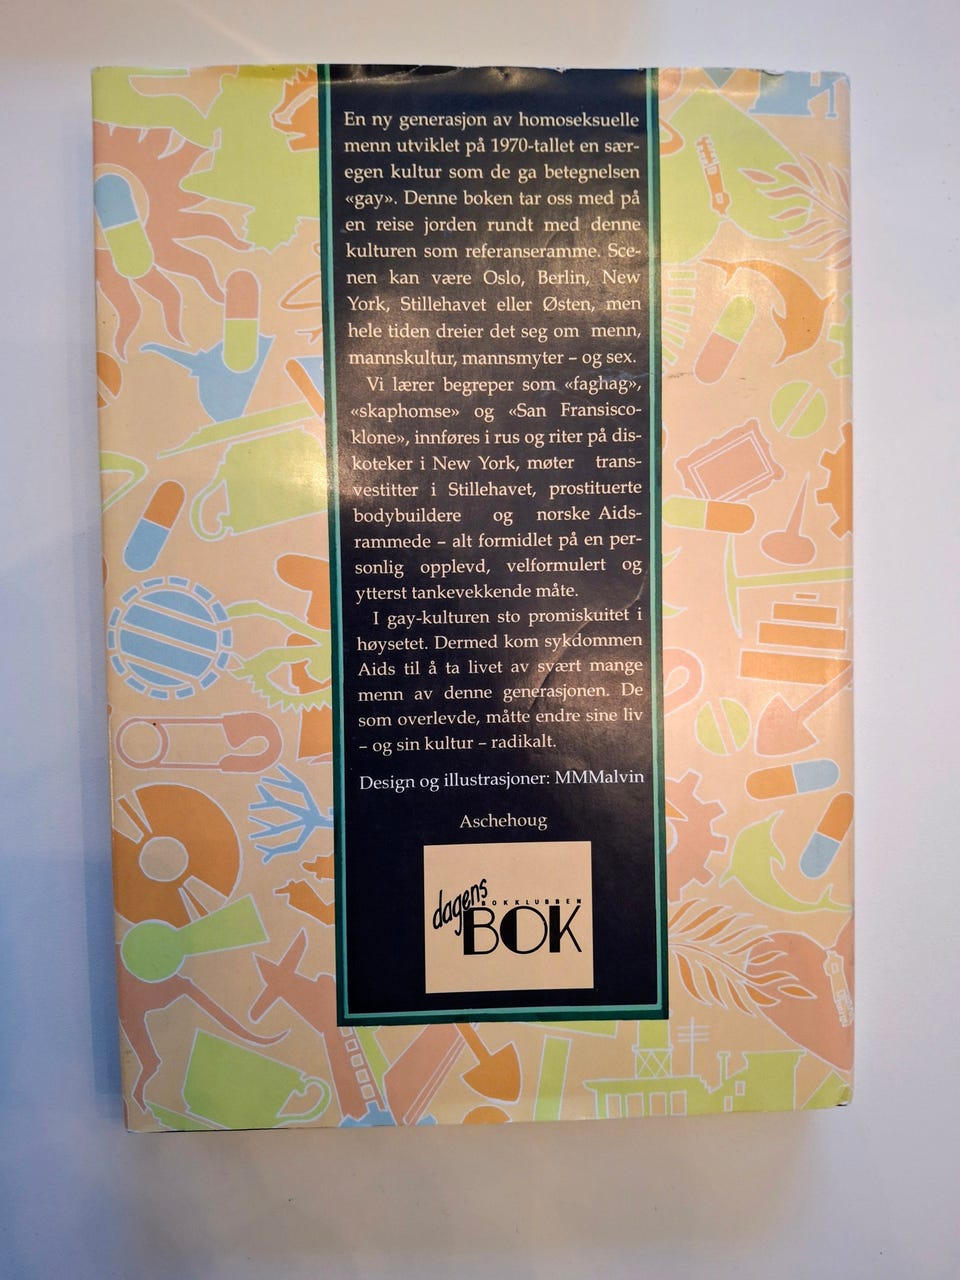 En ny generasjon av homoseksuelle
menn utviklet på 1970-tallet en sær-
egen kultur som de ga betegnelsen
«gay». Denne boken tar oss med på
en reise jorden rundt med denne
kulturen som referanseramme. Sce-
nen kan være Oslo, Berlin, New
York, Stillehavet eller Østen, men
hele tiden dreier det seg om menn,
mannskultur, mannsmyter – og sex.
Vi lærer begreper som «faghag»,
«skaphomse» og «San Fransisco-
klone», innføres i rus og riter på dis-
koteker i New York, møter trans-
vestitter i Stillehavet, prostituerte
bodybuildere og norske Aids-
rammede – alt formidlet på en per-
sonlig opplevd, velformulert og
ytterst tankevekkende måte.
I gay-kulturen sto promiskuitet i
høysetet. Dermed kom sykdommen
Aids til å ta livet av svært mange
menn av denne generasjonen. De
som overlevde, måtte endre sine liv
– og sin kultur – radikalt.
Design og illustrasjoner: MMMalvin
Aschehoug
dagens
BOKKLUBBEN
BOK